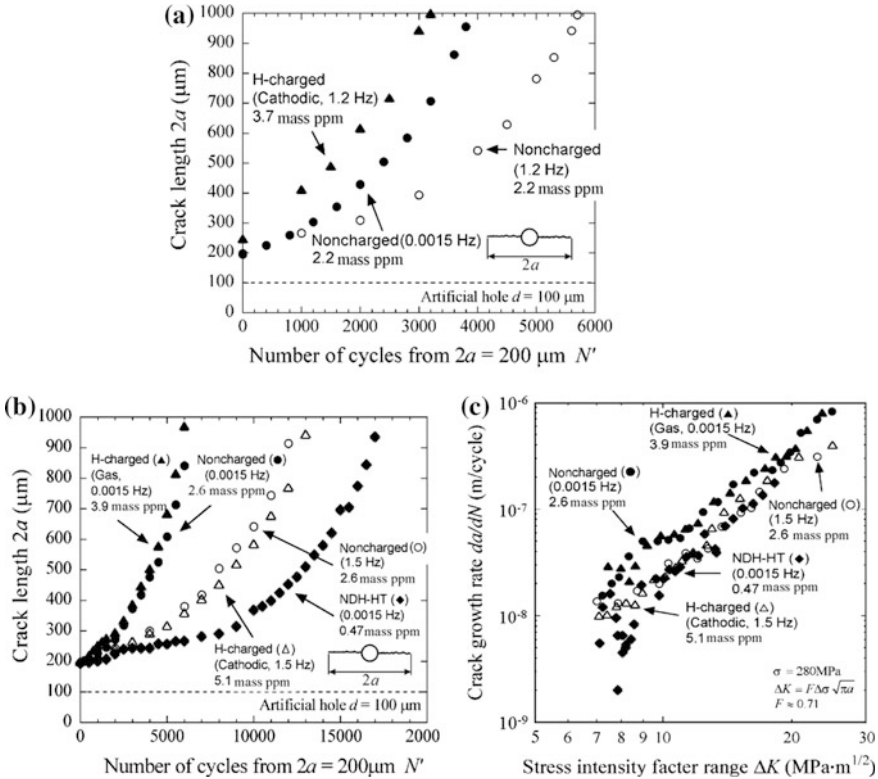 (a)
1000
900
800
700
600
500
400
300
200
100
0
Crack length 2a (μm)
H-charged
(Cathodic, 1.2 Hz)
3.7 mass ppm
Noncharged
(1.2 Hz)
2.2 mass ppm
Noncharged(0.0015 Hz)
2.2 mass ppm
2a
Artificial hole d = 100 μm
0 1000 2000 3000 4000 5000 6000
Number of cycles from 2a = 200 μm N'
(b)
1000
900
800
700
600
500
400
300
200
100
0
Crack length 2a (μm)
H-charged (▲)
(Gas,
0.0015 Hz)
3.9 mass ppm
Noncharged(●)
(0.0015 Hz)
2.6 mass ppm
Noncharged(○)
(1.5 Hz)
2.6 mass ppm
NDH-HT (◆)
(0.0015 Hz)
0.47mass ppm
H-charged (△)
(Cathodic, 1.5 Hz)
5.1 mass ppm
2a
Artificial hole d = 100 μm
0 5000 10000 15000 20000
Number of cycles from 2a = 200μm N'
(c)
10-6
10-7
10-8
10-9
Crack growth rate da/dN (m/cycle)
H-charged (▲)
(Gas, 0.0015 Hz)
3.9 mass ppm
Noncharged (●)
(0.0015 Hz)
2.6 mass ppm
Noncharged (○)
(1.5 Hz)
2.6 mass ppm
NDH-HT (◆)
(0.0015 Hz)
0.47 mass ppm
H-charged (△)
(Cathodic, 1.5 Hz)
5.1 mass ppm
σ = 280MPa
ΔK = FΔσ√πa
F ≈ 0.71
5 6 7 8 9 10 20 30
Stress intensity facter range ΔK (MPa·m1/2)